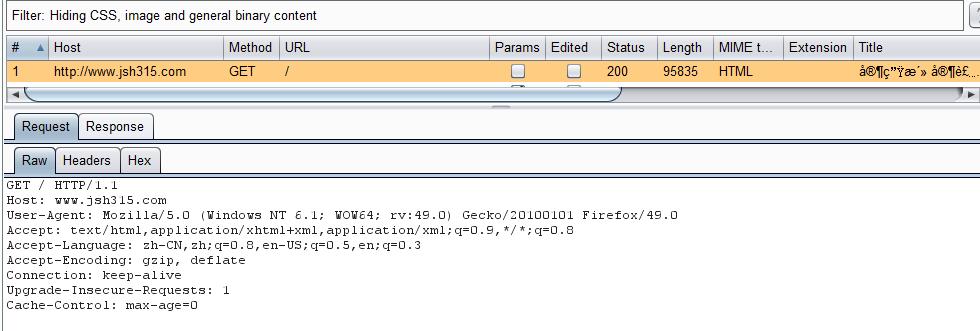 Filter: Hiding CSS, image and general binary content
# Host Method URL Params Edited Status Length MIME t... Extension Title
1 http://www.jsh315.com GET / 200 95835 HTML
Request Response
Raw Headers Hex
GET / HTTP/1.1
Host: www.jsh315.com
User-Agent: Mozilla/5.0 (Windows NT 6.1; WOW64; rv:49.0) Gecko/20100101 Firefox/49.0
Accept: text/html,application/xhtml+xml,application/xml;q=0.9,*/*;q=0.8
Accept-Language: zh-CN,zh;q=0.8,en-US;q=0.5,en;q=0.3
Accept-Encoding: gzip, deflate
Connection: keep-alive
Upgrade-Insecure-Requests: 1
Cache-Control: max-age=0